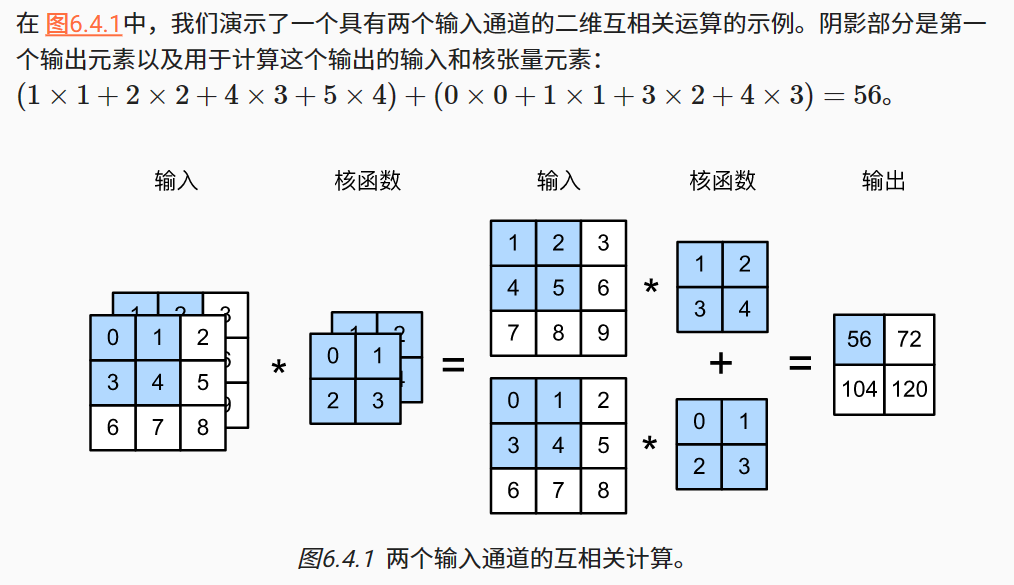 在 图6.4.1中，我们演示了一个具有两个输入通道的二维互相关运算的示例。阴影部分是第一
个输出元素以及用于计算这个输出的输入和核张量元素：
(1 × 1 + 2 × 2 + 4 × 3 + 5 × 4) + (0 × 0 + 1 × 1 + 3 × 2 + 4 × 3) = 56。
输入 核函数 输入 核函数 输出
1 2 3
0 1 2
3 4 5
6 7 8
*
1 2
0 1
2 3
=
1 2 3
4 5 6
7 8 9
*
1 2
3 4
+
0 1 2
3 4 5
6 7 8
*
0 1
2 3
=
56 72
104 120
图6.4.1 两个输入通道的互相关计算。